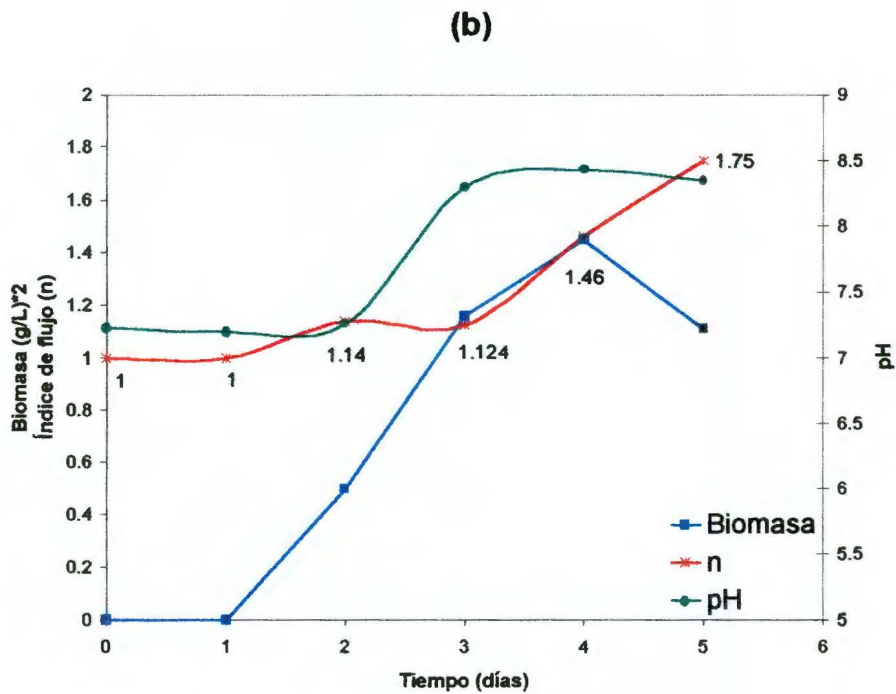 (b)
Biomasa (g/L)*2
Índice de flujo (n)
2
1.8
1.6
1.4
1.2
1
0.8
0.6
0.4
0.2
0
9
8.5
8
7.5
7
6.5
6
5.5
5
pH
1
1
1.14
1.124
1.46
1.75
Biomasa
n
pH
0 1 2 3 4 5 6
Tiempo (días)